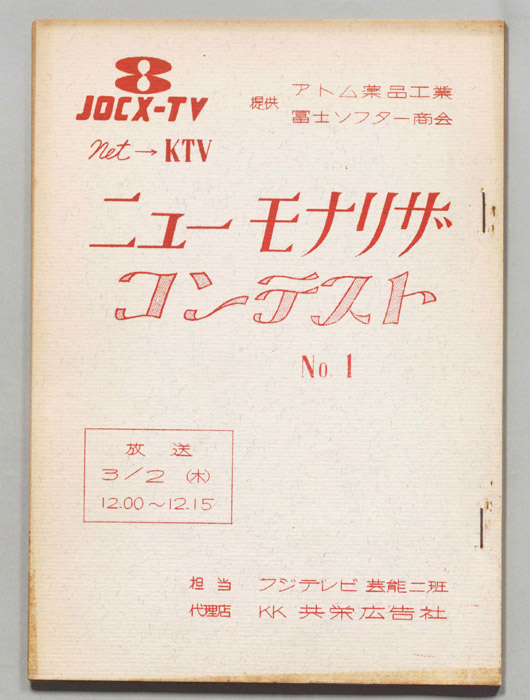 8
JOCX-TV
提供 アトム薬品工業
冨士ソフター商会
net→KTV
ニューモナリザ
コンテスト
No.1
放送
3/2(木)
12.00〜12.15
担当 フジテレビ芸能二班
代理店 KK 共栄広告社